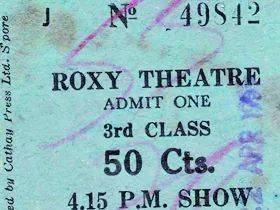 J No 49842
ROXY THEATRE
ADMIT ONE
3rd CLASS
50 Cts.
4.15 P.M. SHOW
ed by Cathay Press Ltd. S'pore